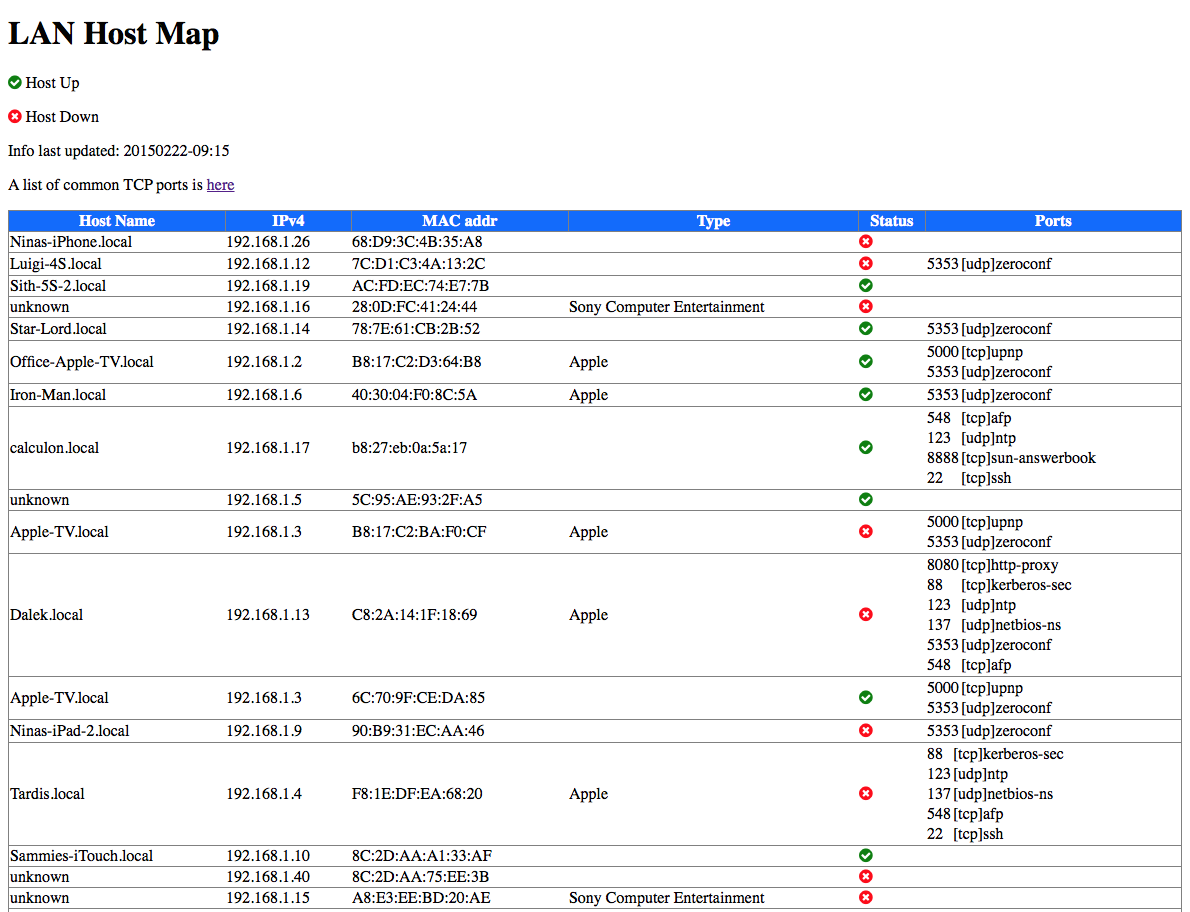 LAN Host Map
Host Up
Host Down
Info last updated: 20150222-09:15
A list of common TCP ports is here
Host Name IPv4 MAC addr Type Status Ports
Ninas-iPhone.local 192.168.1.26 68:D9:3C:4B:35:A8
Luigi-4S.local 192.168.1.12 7C:D1:C3:4A:13:2C 5353 [udp]zeroconf
Sith-5S-2.local 192.168.1.19 AC:FD:EC:74:E7:7B
unknown 192.168.1.16 28:0D:FC:41:24:44 Sony Computer Entertainment
Star-Lord.local 192.168.1.14 78:7E:61:CB:2B:52 5353 [udp]zeroconf
Office-Apple-TV.local 192.168.1.2 B8:17:C2:D3:64:B8 Apple 5000 [tcp]upnp
5353 [udp]zeroconf
Iron-Man.local 192.168.1.6 40:30:04:F0:8C:5A Apple 5353 [udp]zeroconf
calculon.local 192.168.1.17 b8:27:eb:0a:5a:17 548 [tcp]afp
123 [udp]ntp
8888 [tcp]sun-answerbook
22 [tcp]ssh
unknown 192.168.1.5 5C:95:AE:93:2F:A5
Apple-TV.local 192.168.1.3 B8:17:C2:BA:F0:CF Apple 5000 [tcp]upnp
5353 [udp]zeroconf
Dalek.local 192.168.1.13 C8:2A:14:1F:18:69 Apple 8080 [tcp]http-proxy
88 [tcp]kerberos-sec
123 [udp]ntp
137 [udp]netbios-ns
5353 [udp]zeroconf
548 [tcp]afp
Apple-TV.local 192.168.1.3 6C:70:9F:CE:DA:85 5000 [tcp]upnp
5353 [udp]zeroconf
Ninas-iPad-2.local 192.168.1.9 90:B9:31:EC:AA:46 5353 [udp]zeroconf
Tardis.local 192.168.1.4 F8:1E:DF:EA:68:20 Apple 88 [tcp]kerberos-sec
123 [udp]ntp
137 [udp]netbios-ns
548 [tcp]afp
22 [tcp]ssh
Sammies-iTouch.local 192.168.1.10 8C:2D:AA:A1:33:AF
unknown 192.168.1.40 8C:2D:AA:75:EE:3B
unknown 192.168.1.15 A8:E3:EE:BD:20:AE Sony Computer Entertainment